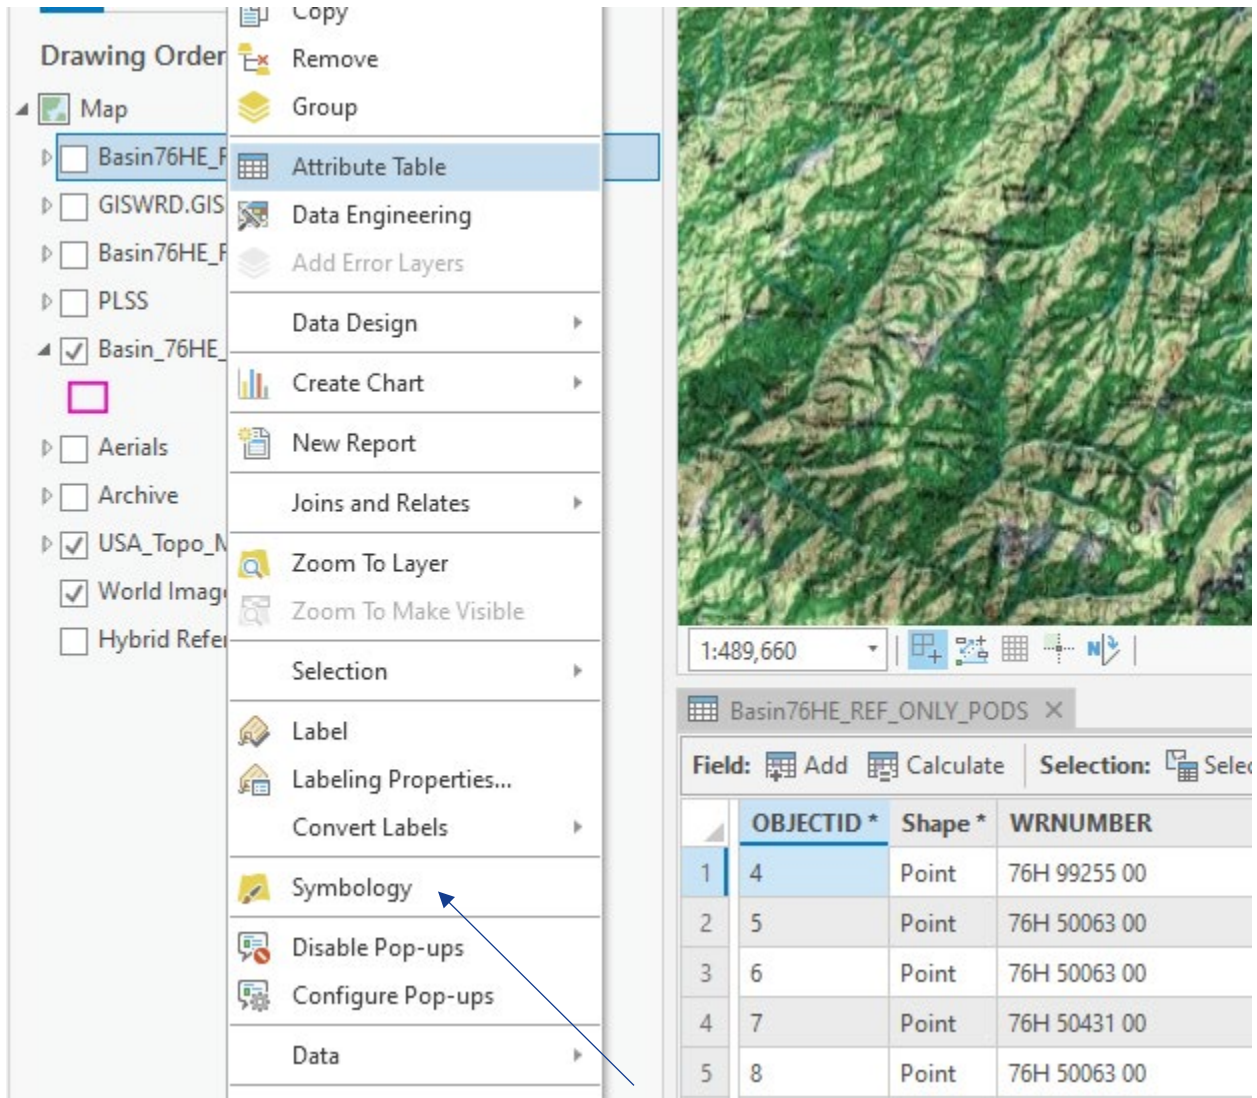 Copy
Drawing Order
Remove
Map
Group
Basin76HE_F
Attribute Table
GISWRD.GIS
Data Engineering
Basin76HE_F
Add Error Layers
PLSS
Data Design
Basin_76HE_
Create Chart
Aerials
New Report
Archive
Joins and Relates
USA_Topo_M
Zoom To Layer
World Imag
Zoom To Make Visible
Hybrid Refe
Selection
Label
Labeling Properties...
Convert Labels
Symbology
Disable Pop-ups
Configure Pop-ups
Data
1:489,660
N
Basin76HE_REF_ONLY_PODS
Field: Add Calculate Selection: Selec
OBJECTID * Shape * WRNUMBER
1 4 Point 76H 99255 00
2 5 Point 76H 50063 00
3 6 Point 76H 50063 00
4 7 Point 76H 50431 00
5 8 Point 76H 50063 00